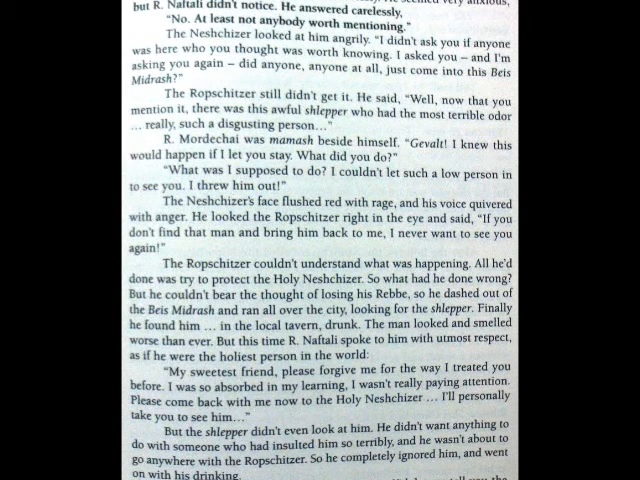 very anxious,
but R. Naftali didn't notice. He answered carelessly,
"No. At least not anybody worth mentioning."
The Neshchizer looked at him angrily. "I didn't ask you if anyone
was here who you thought was worth knowing. I asked you – and I'm
asking you again – did anyone, anyone at all, just come into this Beis
Midrash?"
The Ropschitzer still didn't get it. He said, "Well, now that you
mention it, there was this awful shlepper who had the most terrible odor
... really, such a disgusting person..."
R. Mordechai was mamash beside himself. "Gevalt! I knew this
would happen if I let you stay. What did you do?"
"What was I supposed to do? I couldn't let such a low person in
to see you. I threw him out!"
The Neshchizer's face flushed red with rage, and his voice quivered
with anger. He looked the Ropschitzer right in the eye and said, "If you
don't find that man and bring him back to me, I never want to see you
again!"
The Ropschitzer couldn't understand what was happening. All he'd
done was try to protect the Holy Neshchizer. So what had he done wrong?
But he couldn't bear the thought of losing his Rebbe, so he dashed out of
the Beis Midrash and ran all over the city, looking for the shlepper. Finally
he found him ... in the local tavern, drunk. The man looked and smelled
worse than ever. But this time R. Naftali spoke to him with utmost respect,
as if he were the holiest person in the world:
"My sweetest friend, please forgive me for the way I treated you
before. I was so absorbed in my learning, I wasn't really paying attention.
Please come back with me now to the Holy Neshchizer ... I'll personally
take you to see him..."
But the shlepper didn't even look at him. He didn't want anything to
do with someone who had insulted him so terribly, and he wasn't about to
go anywhere with the Ropschitzer. So he completely ignored him, and went
on with his drinking.